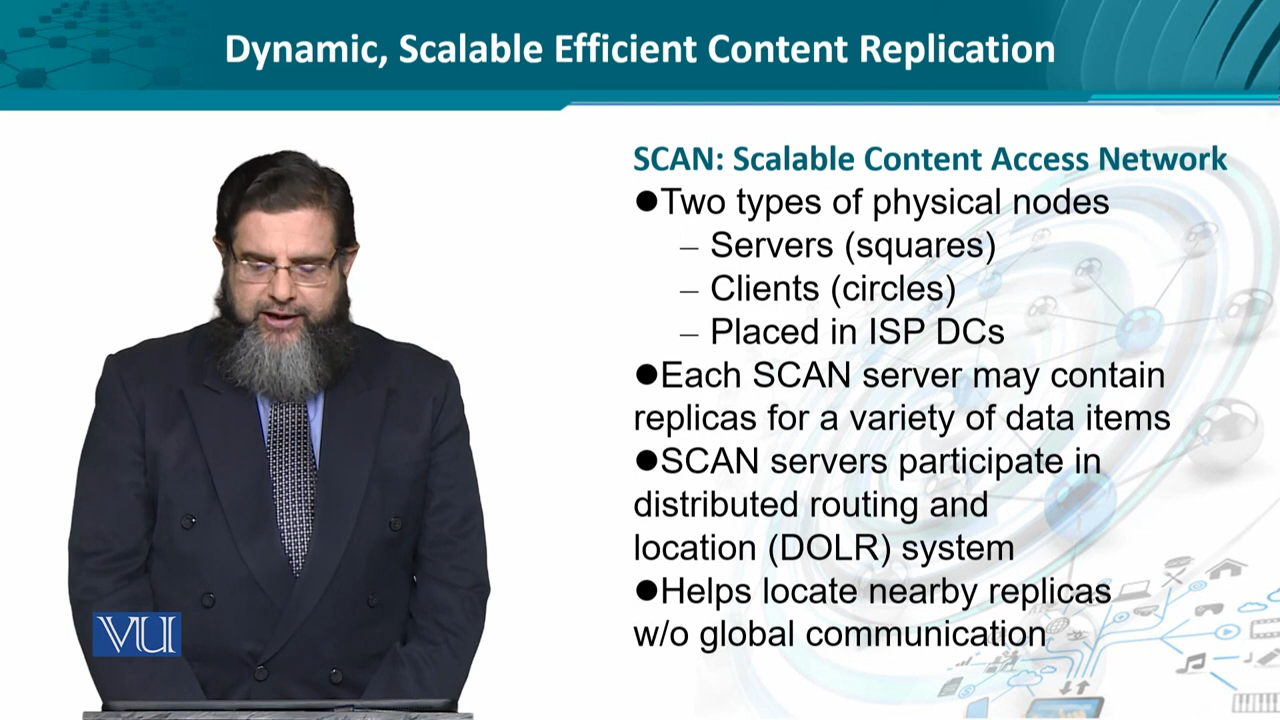 Dynamic, Scalable Efficient Content Replication
SCAN: Scalable Content Access Network
●Two types of physical nodes
– Servers (squares)
– Clients (circles)
– Placed in ISP DCs
●Each SCAN server may contain
replicas for a variety of data items
●SCAN servers participate in
distributed routing and
location (DOLR) system
●Helps locate nearby replicas
w/o global communication
VU